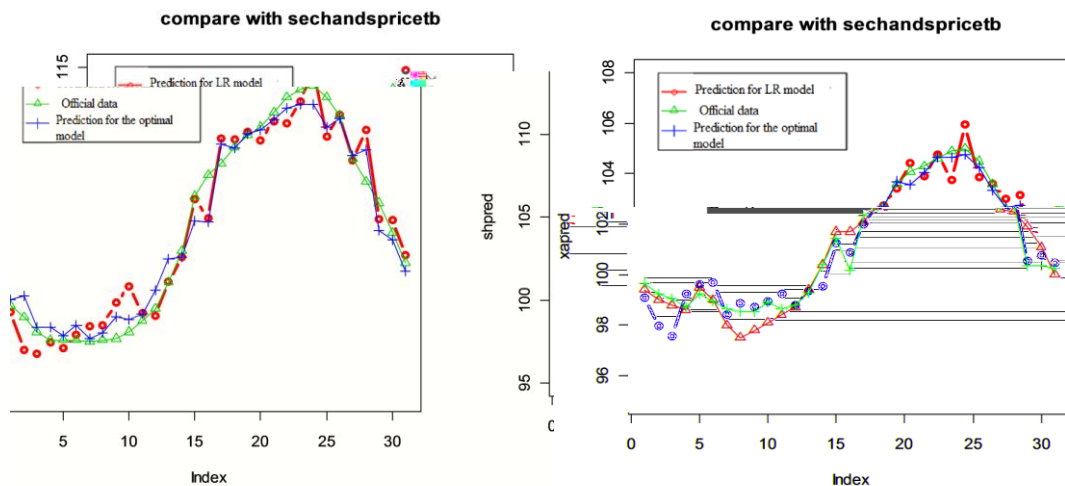 compare with sechandspricetb
115
Prediction for LR model
Official data
Prediction for the optimal
model
5
10
15
20
25
30
Index
shpred
110
105
100
95
0
compare with sechandspricetb
xapred
108
106
104
102
100
98
96
Prediction for LR model
Official data
Prediction for the optimal
model
0
5
10
15
20
25
30
Index